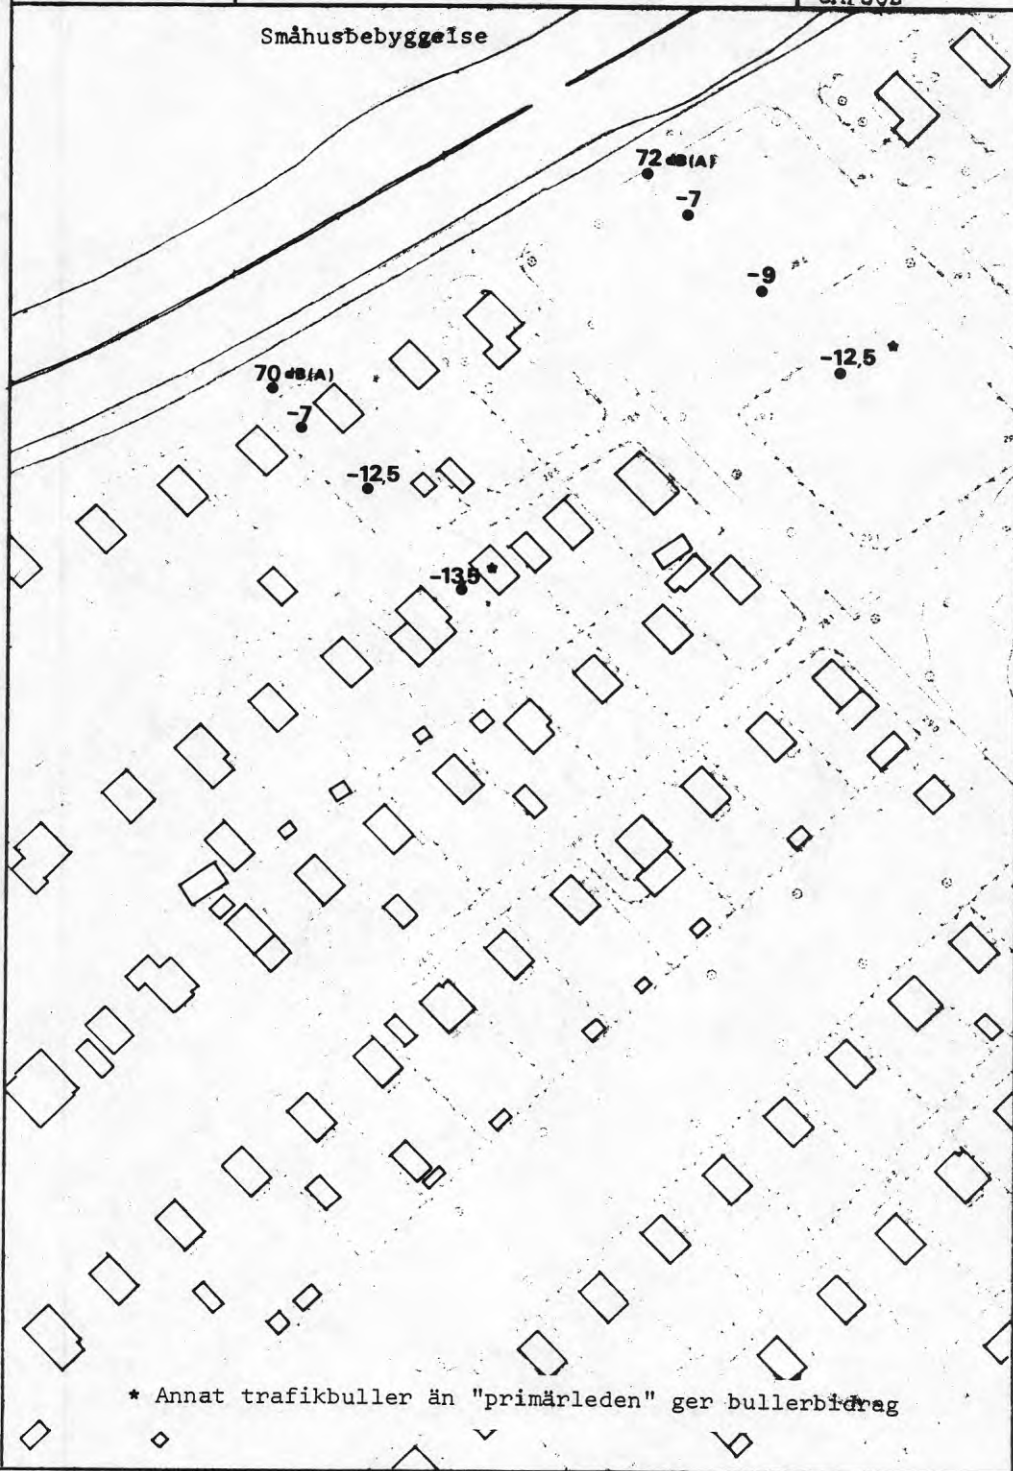 Småhusbebyggelse
72 dB(A)
-7
-9
-12,5 *
70 dB(A)
-7
-12,5
-13,5 *
* Annat trafikbuller än "primärleden" ger bullerbidrag